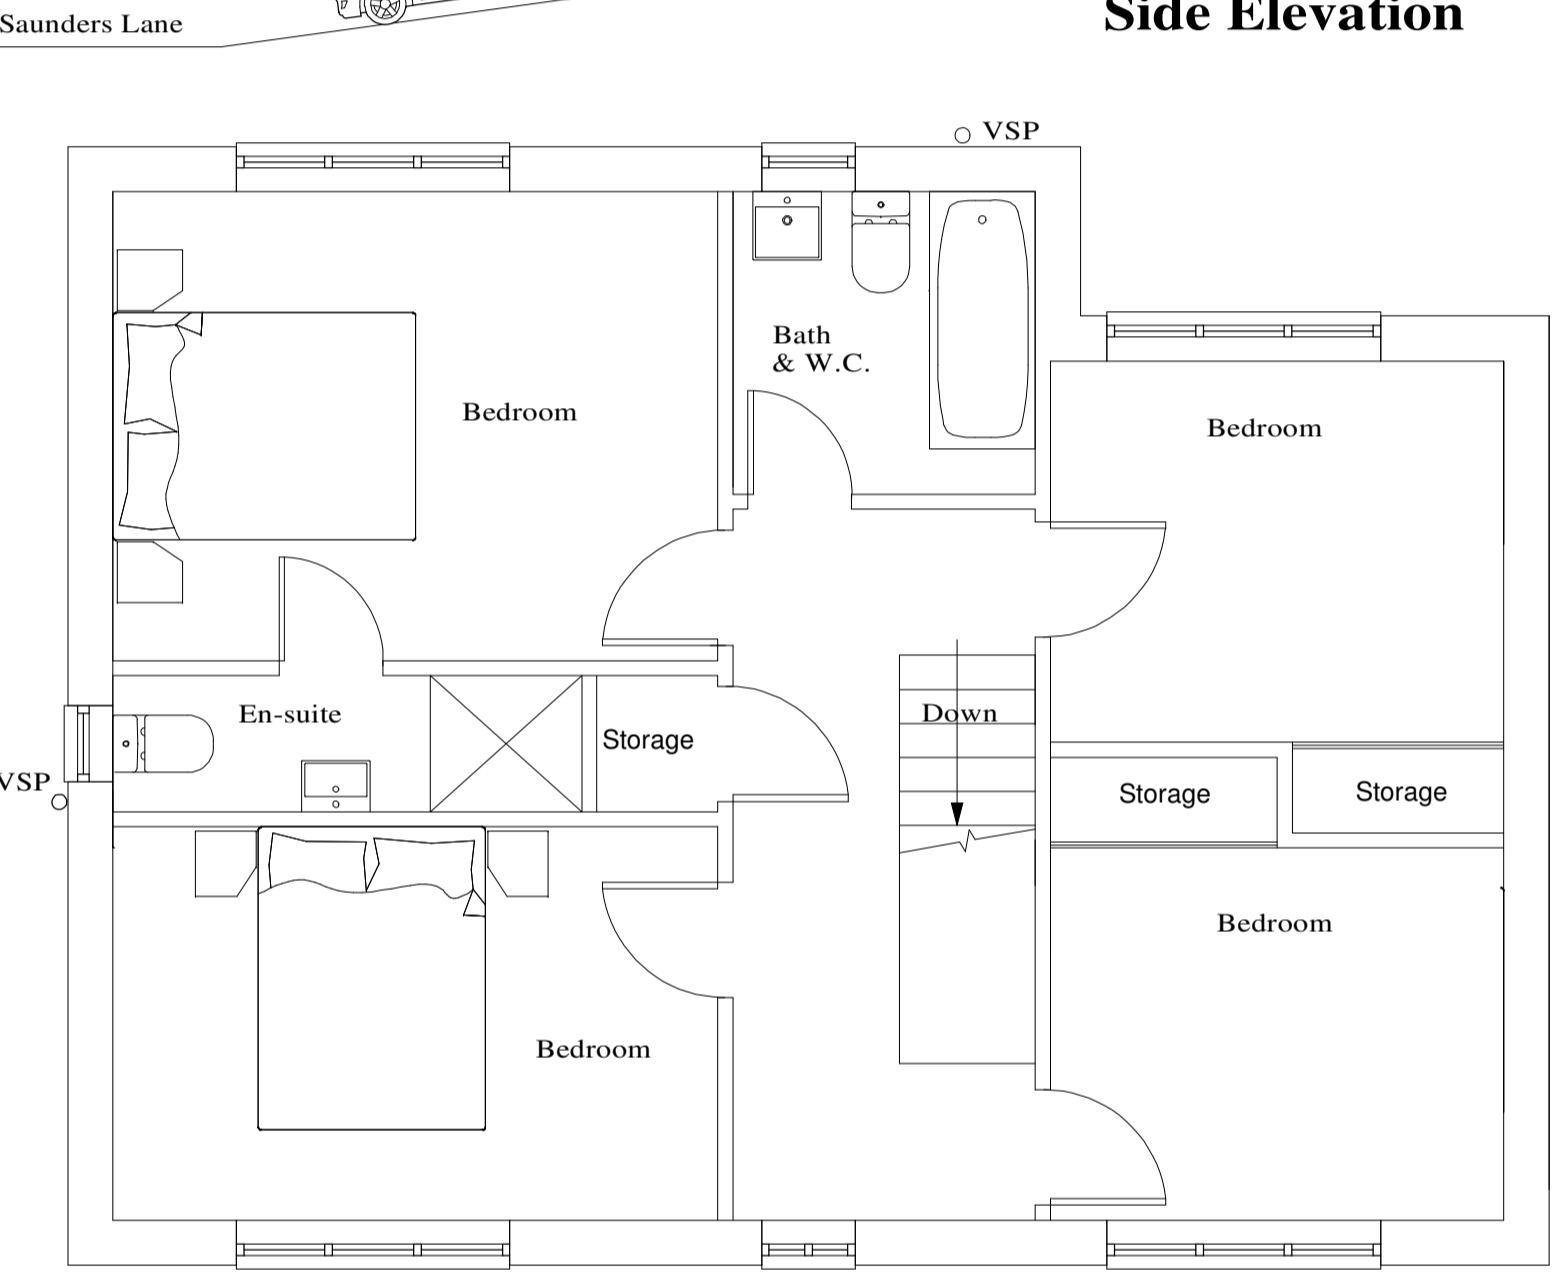 Saunders Lane
Side Elevation
VSP
Bath
& W.C.
Bedroom
Bedroom
En-suite
Storage
Down
VSP
Storage
Storage
Bedroom
Bedroom